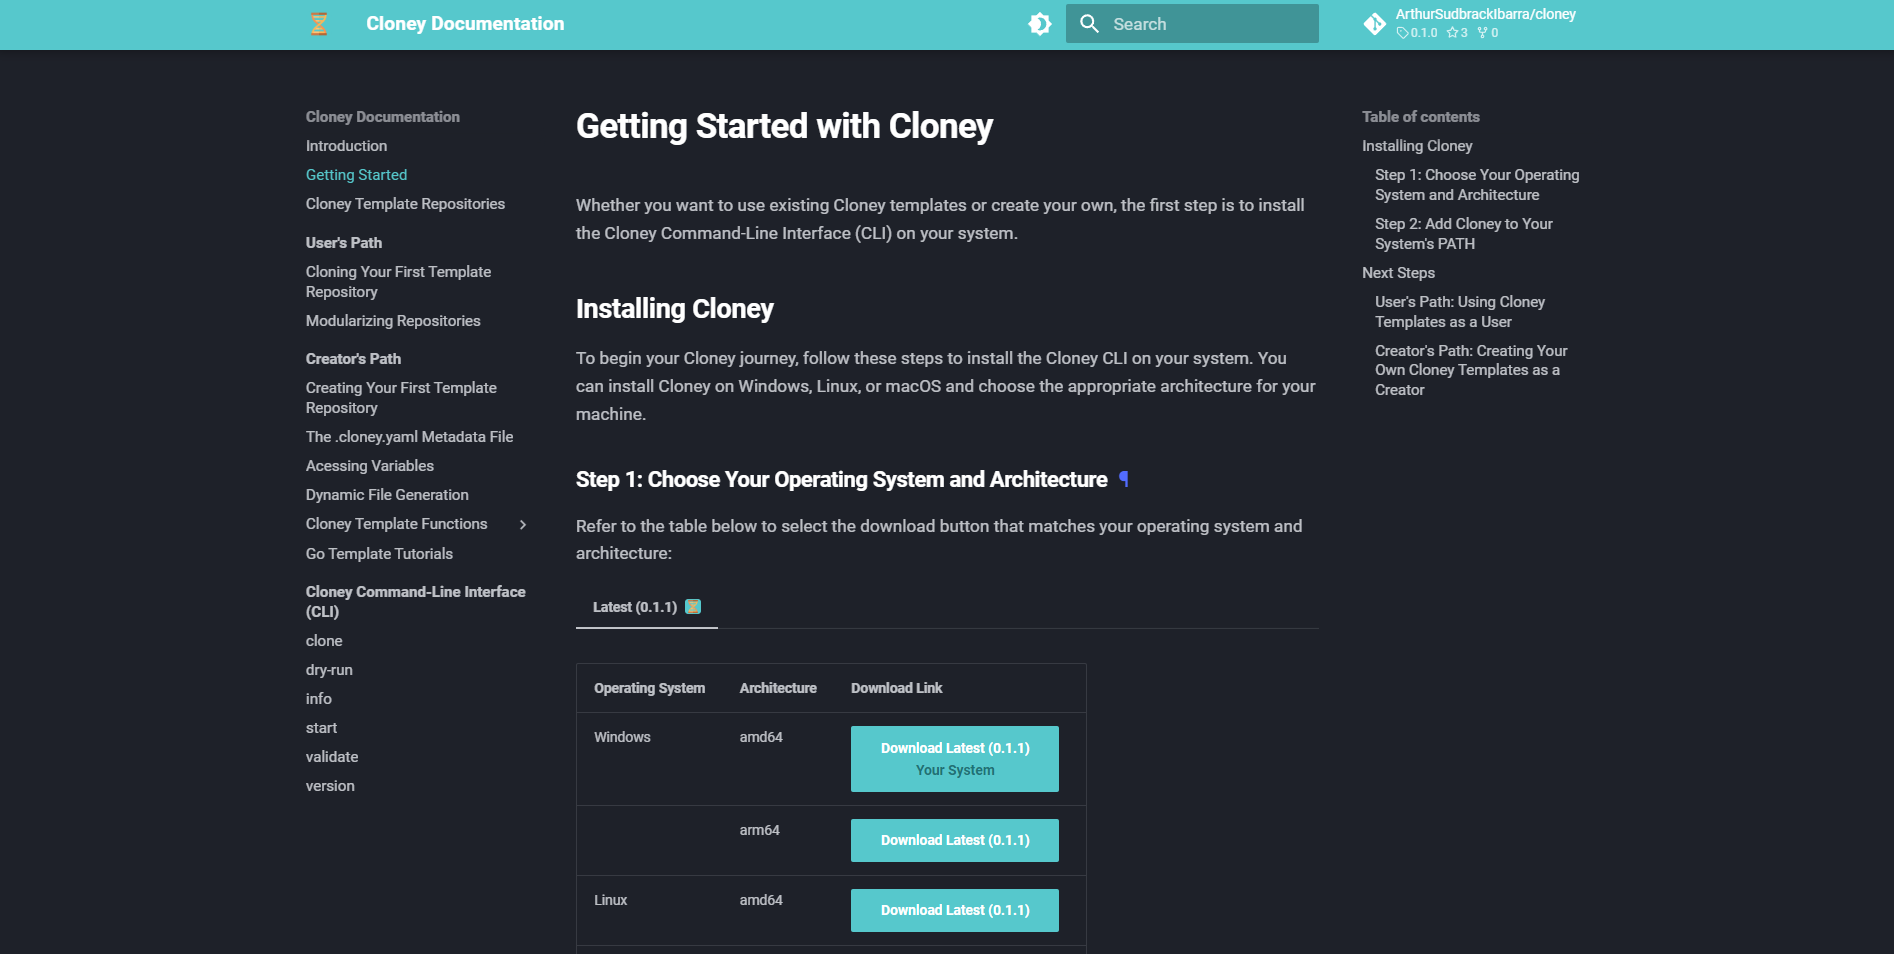 Cloney Documentation
Search
ArthurSudbrackIbarra/cloney
0.1.0 3 0
Cloney Documentation
Introduction
Getting Started
Cloney Template Repositories
User's Path
Cloning Your First Template
Repository
Modularizing Repositories
Creator's Path
Creating Your First Template
Repository
The .cloney.yaml Metadata File
Acessing Variables
Dynamic File Generation
Cloney Template Functions
Go Template Tutorials
Cloney Command-Line Interface
(CLI)
clone
dry-run
info
start
validate
version
Getting Started with Cloney
Whether you want to use existing Cloney templates or create your own, the first step is to install
the Cloney Command-Line Interface (CLI) on your system.
Installing Cloney
To begin your Cloney journey, follow these steps to install the Cloney CLI on your system. You
can install Cloney on Windows, Linux, or macOS and choose the appropriate architecture for your
machine.
Step 1: Choose Your Operating System and Architecture ¶
Refer to the table below to select the download button that matches your operating system and
architecture:
Latest (0.1.1)
Operating System Architecture Download Link
Windows amd64 Download Latest (0.1.1)
Your System
arm64 Download Latest (0.1.1)
Linux amd64 Download Latest (0.1.1)
Table of contents
Installing Cloney
Step 1: Choose Your Operating
System and Architecture
Step 2: Add Cloney to Your
System's PATH
Next Steps
User's Path: Using Cloney
Templates as a User
Creator's Path: Creating Your
Own Cloney Templates as a
Creator